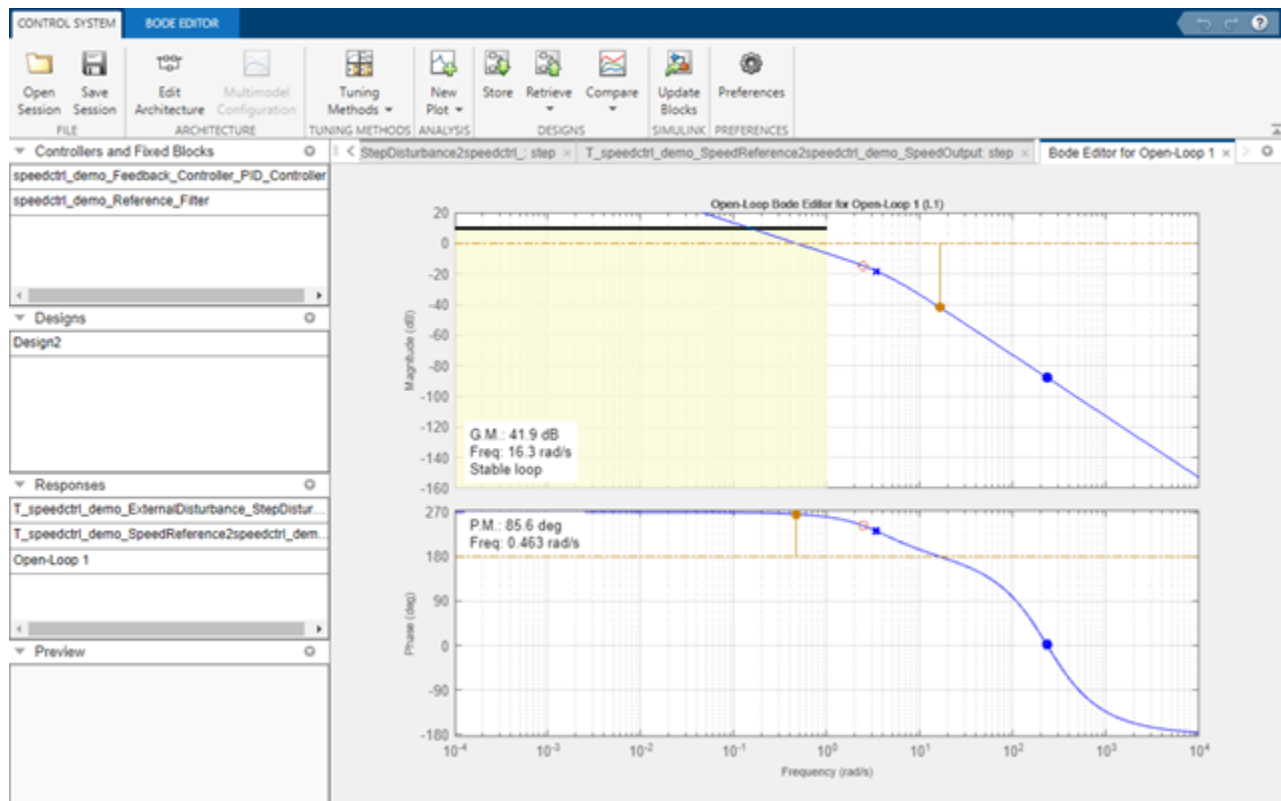 CONTROL SYSTEM BODE EDITOR
?
Open Session
Save Session
Edit Architecture
Multimodel Configuration
Tuning Methods
New Plot
Store
Retrieve
Compare
Update Blocks
Preferences
FILE ARCHITECTURE TUNING METHODS ANALYSIS DESIGNS SIMULINK PREFERENCES
Controllers and Fixed Blocks
speedctrl_demo_Feedback_Controller_PID_Controller
speedctrl_demo_Reference_Filter
Designs
Design2
Responses
T_speedctrl_demo_ExternalDisturbance_StepDistur...
T_speedctrl_demo_SpeedReference2speedctrl_dem...
Open-Loop 1
Preview
StepDisturbance2speedctrl_: step × T_speedctrl_demo_SpeedReference2speedctrl_demo_SpeedOutput: step × Bode Editor for Open-Loop 1 ×
Open-Loop Bode Editor for Open-Loop 1 (L1)
Magnitude (dB)
20
0
-20
-40
-60
-80
-100
-120
-140
-160
G.M.: 41.9 dB
Freq: 16.3 rad/s
Stable loop
Phase (deg)
270
180
90
0
-90
-180
P.M.: 85.6 deg
Freq: 0.463 rad/s
10⁻⁴ 10⁻³ 10⁻² 10⁻¹ 10⁰ 10¹ 10² 10³ 10⁴
Frequency (rad/s)